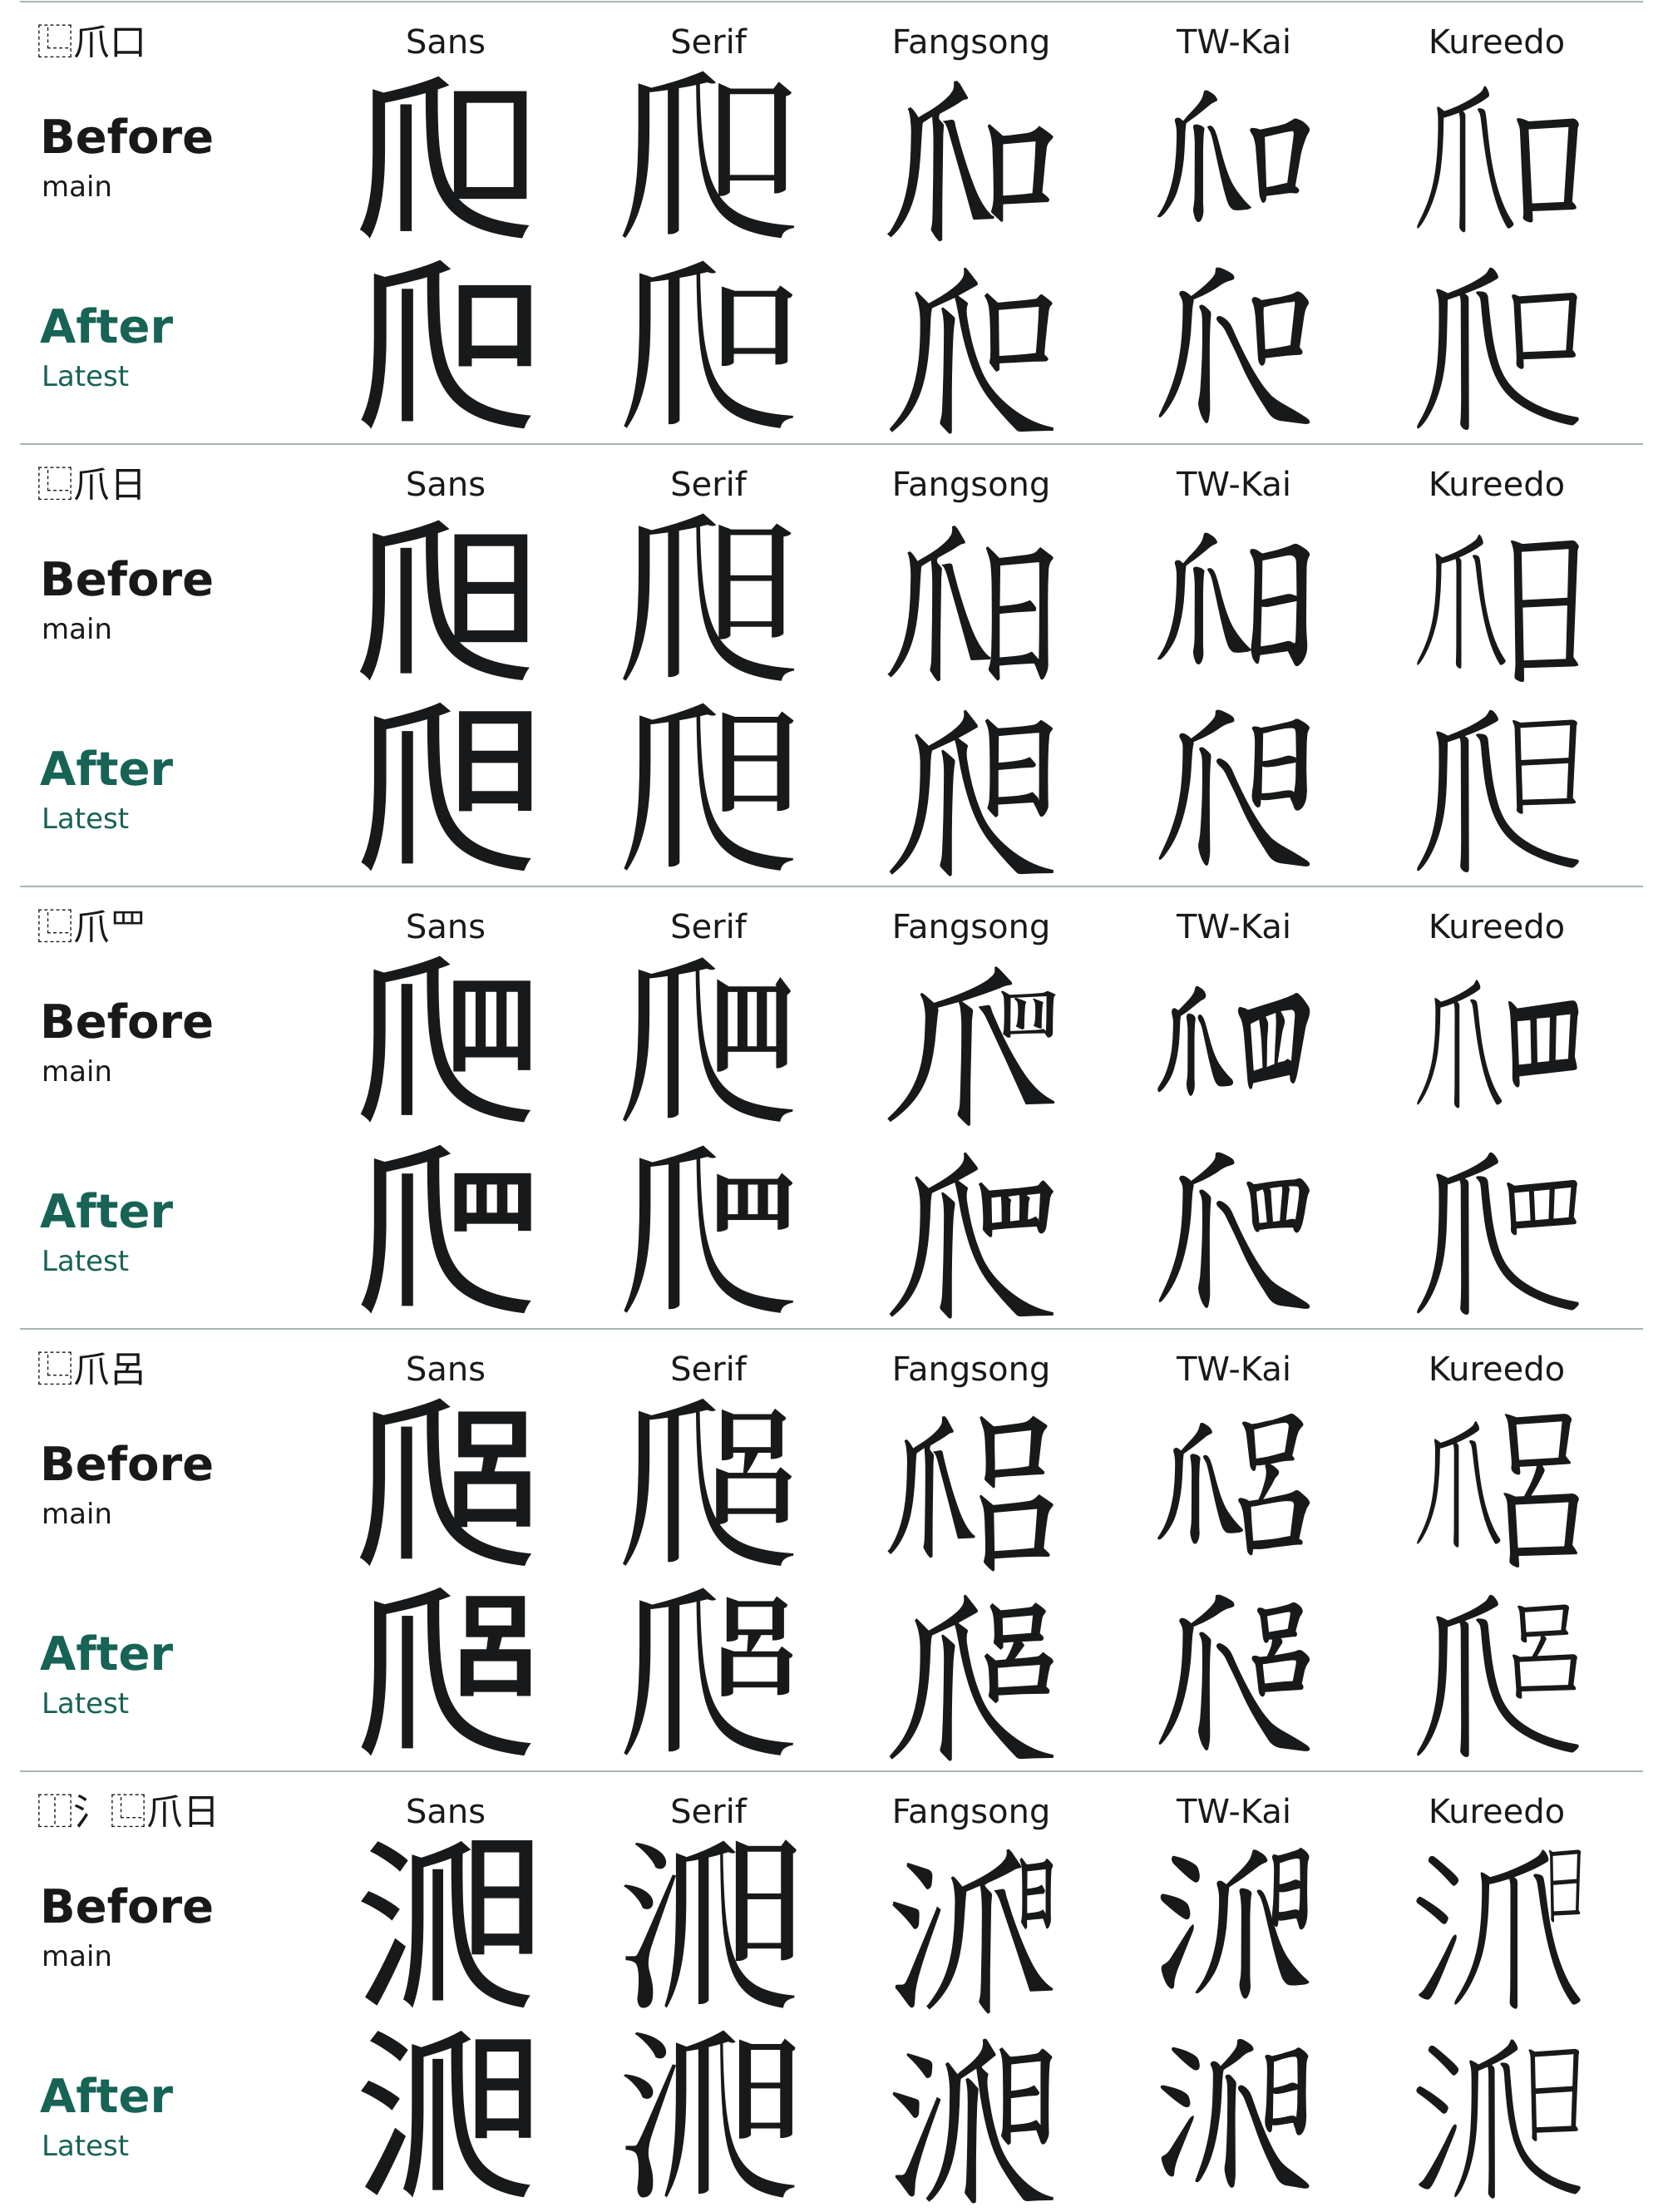 ⿺爪口 Sans Serif Fangsong TW-Kai Kureedo
Before
main
After
Latest
⿺爪日 Sans Serif Fangsong TW-Kai Kureedo
Before
main
After
Latest
⿺爪罒 Sans Serif Fangsong TW-Kai Kureedo
Before
main
After
Latest
⿺爪呂 Sans Serif Fangsong TW-Kai Kureedo
Before
main
After
Latest
⿰氵⿺爪日 Sans Serif Fangsong TW-Kai Kureedo
Before
main
After
Latest